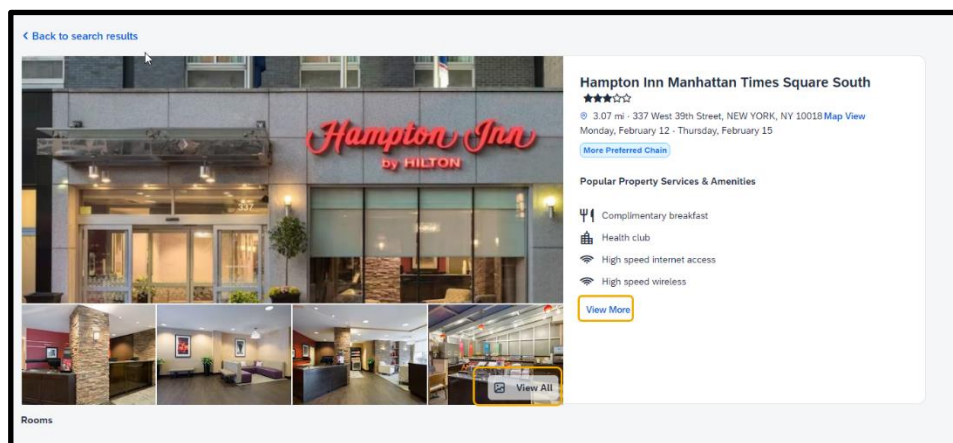 Back to search results
Hampton Inn
by HILTON
337
View All
Hampton Inn Manhattan Times Square South
3.07 mi - 337 West 39th Street, NEW YORK, NY 10018 Map View
Monday, February 12 - Thursday, February 15
More Preferred Chain
Popular Property Services & Amenities
Complimentary breakfast
Health club
High speed internet access
High speed wireless
View More
Rooms